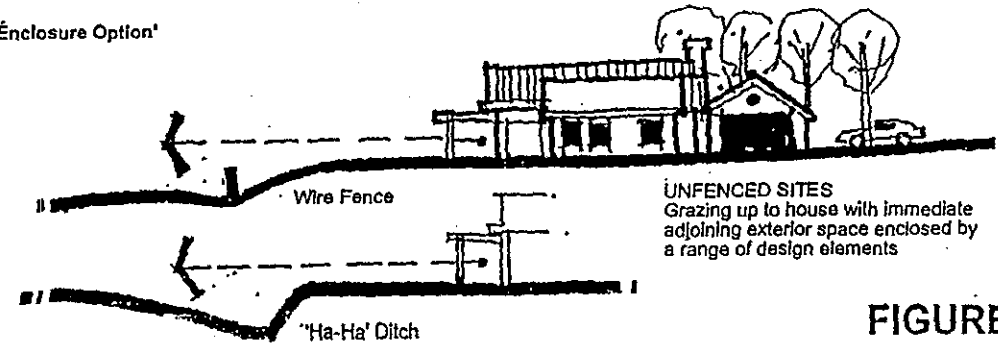 Enclosure Option'
Wire Fence
UNFENCED SITES
Grazing up to house with immediate
adjoining exterior space enclosed by
a range of design elements
'Ha-Ha' Ditch
FIGURE